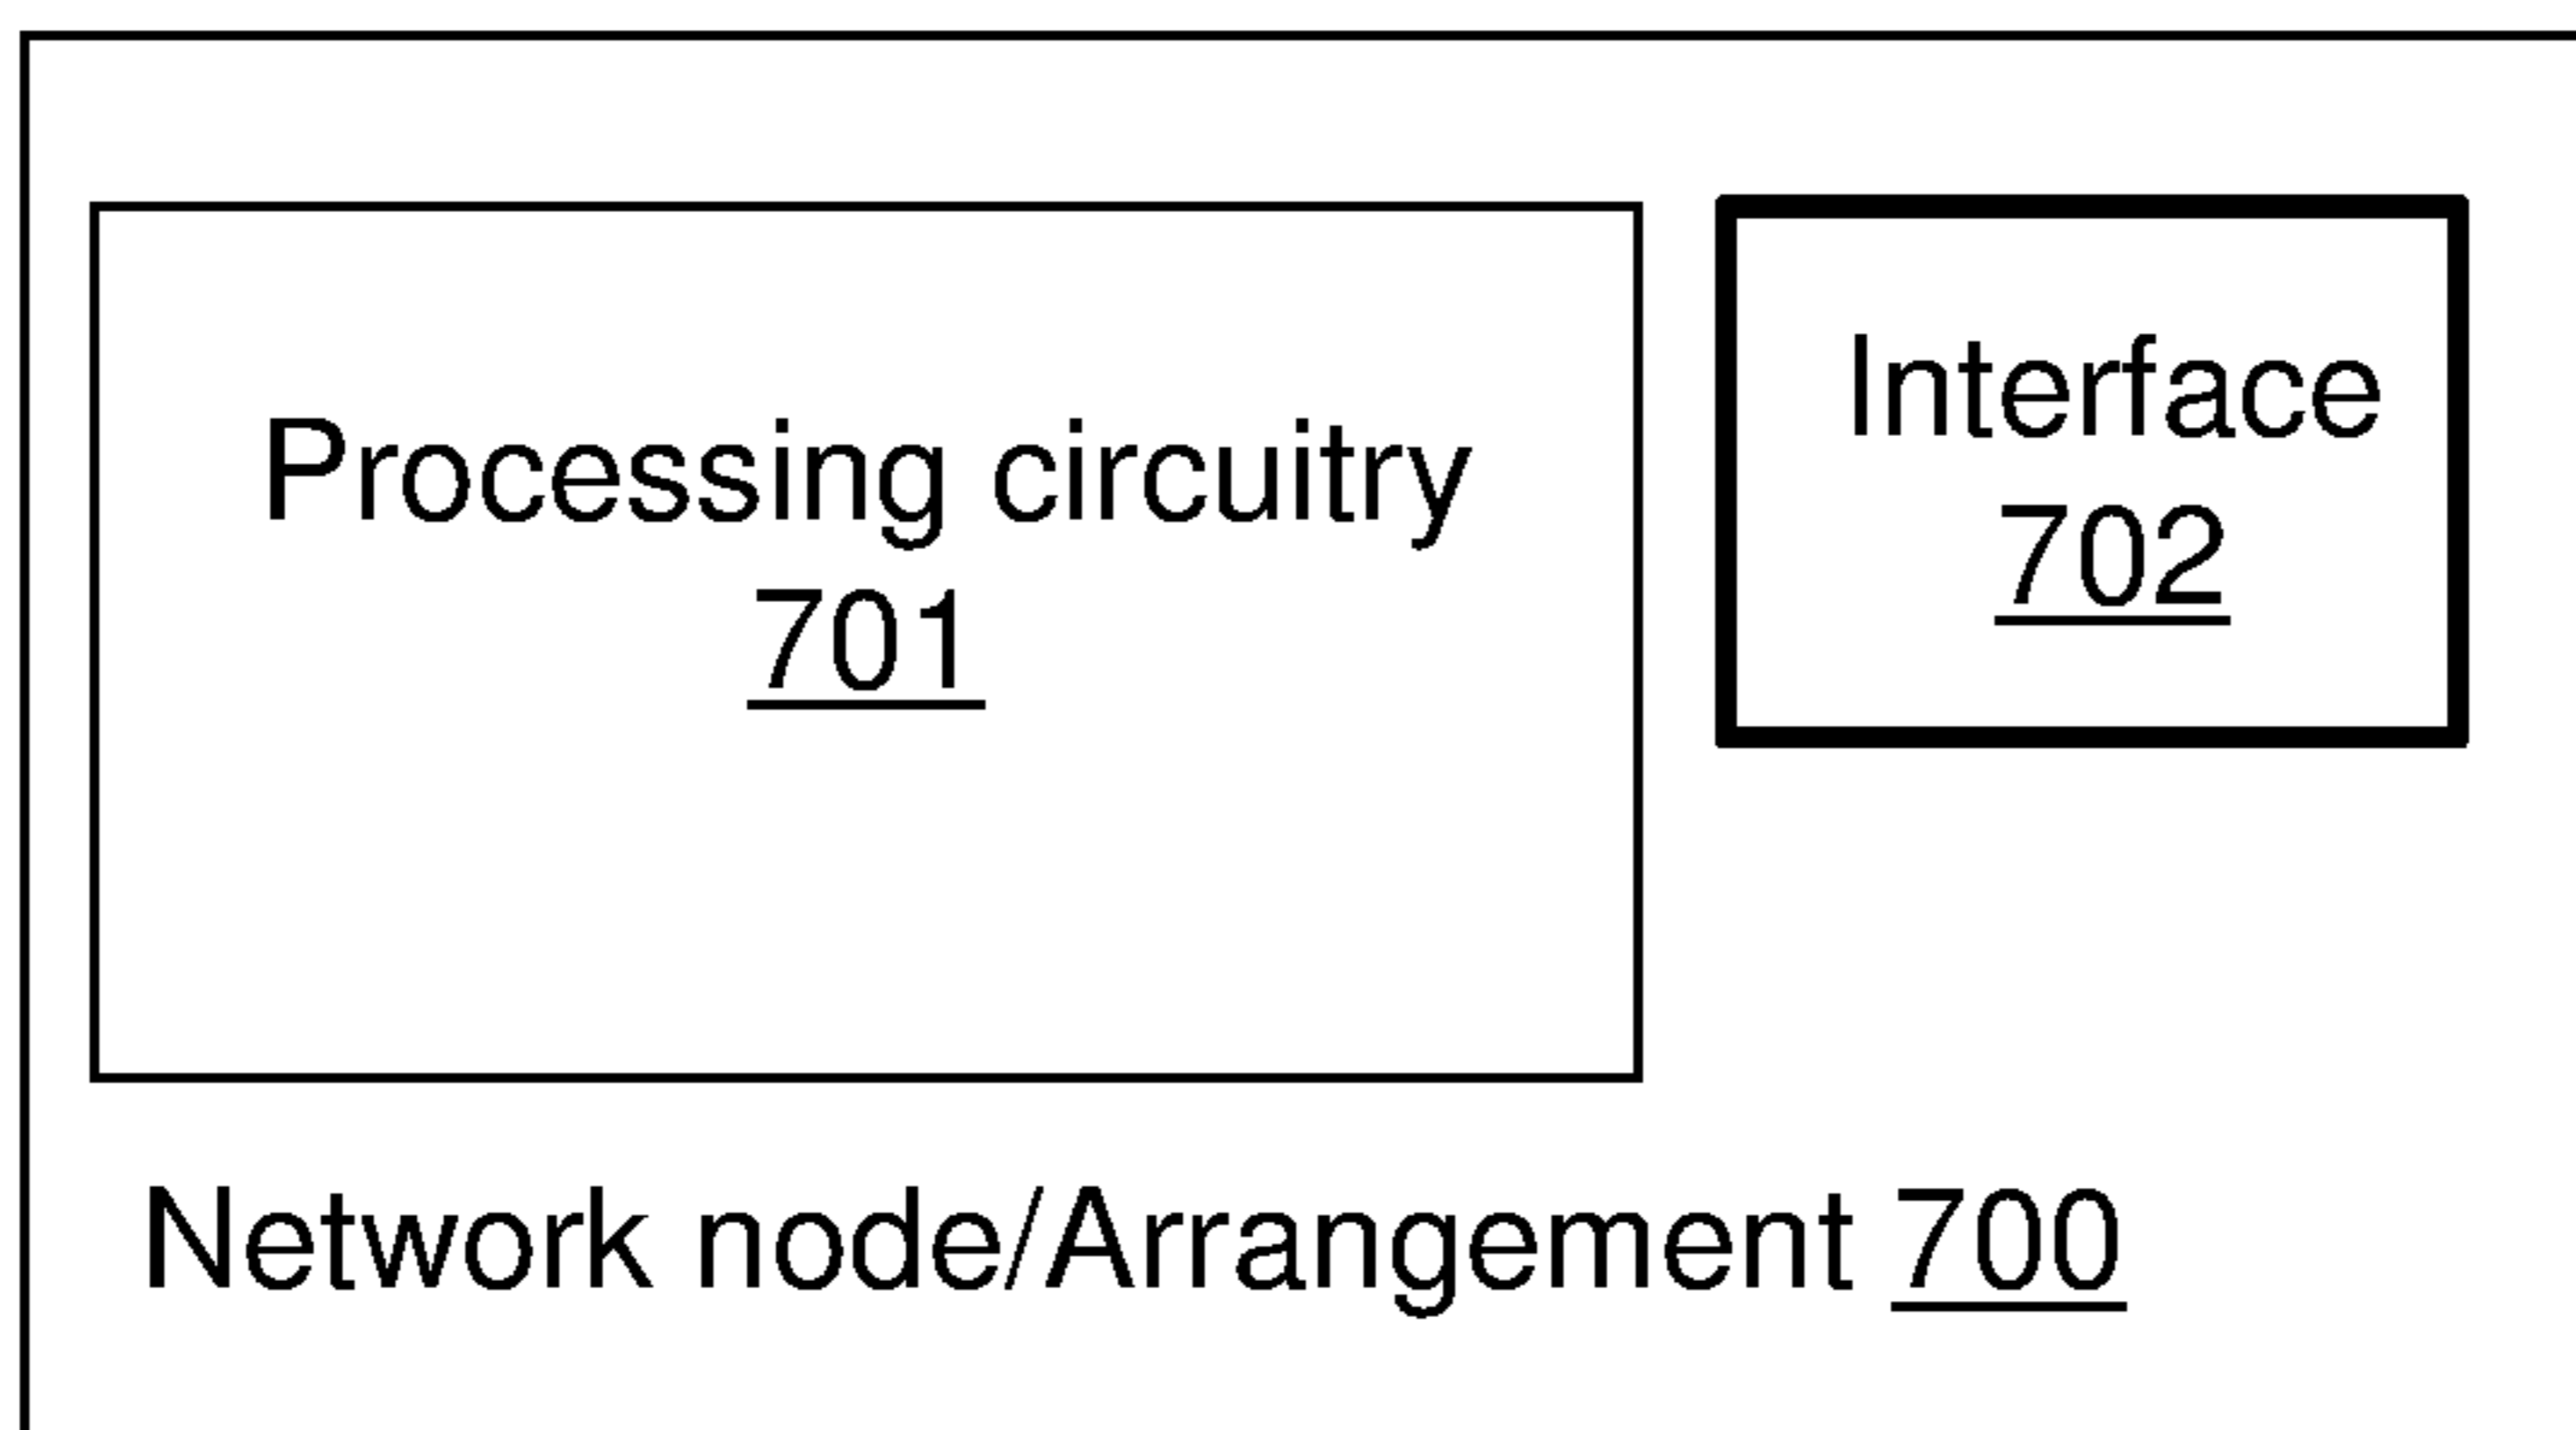 Processing circuitry
701
Interface
702
Network node/Arrangement 700